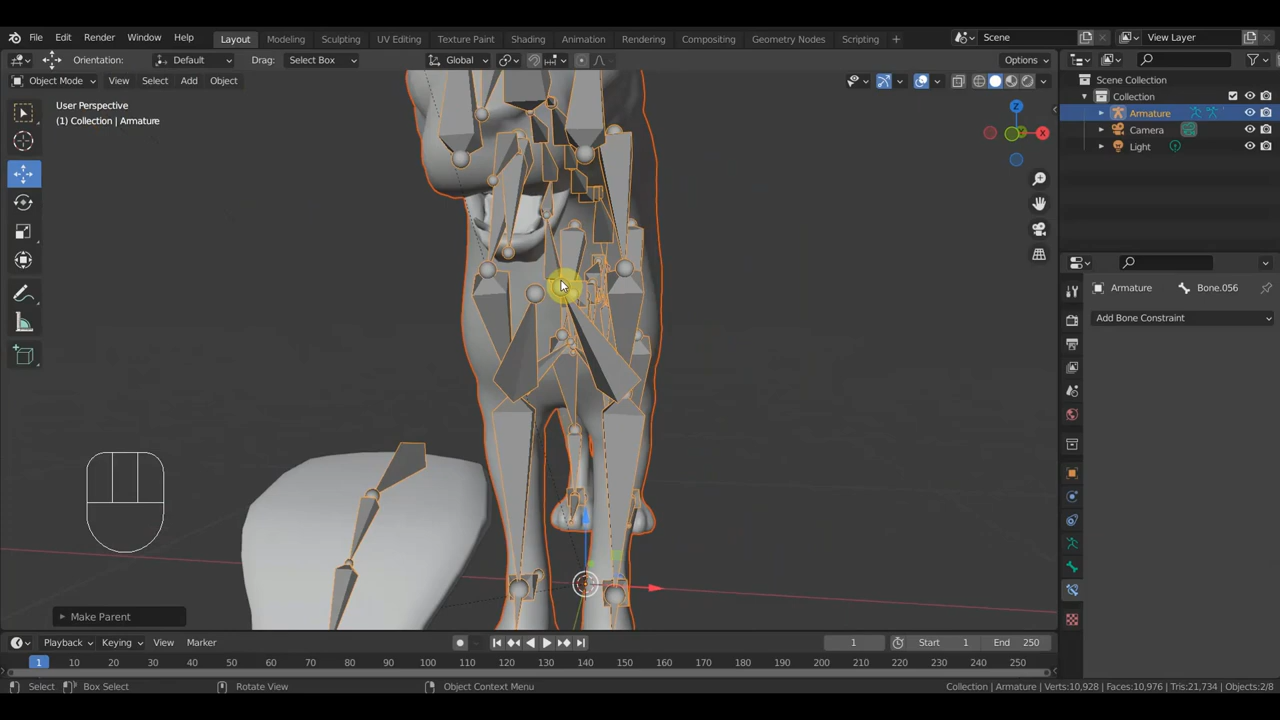 File Edit Render Window Help Layout Modeling Sculpting UV Editing Texture Paint Shading Animation Rendering Compositing Geometry Nodes Scripting + Scene View Layer
Orientation: Default Drag: Select Box Global Options
Object Mode View Select Add Object
User Perspective
(1) Collection | Armature
Z
X
Y
Make Parent
Scene Collection
Collection
Armature
Camera
Light
Armature Bone.056
Add Bone Constraint
Playback Keying View Marker 1 Start 1 End 250
1 10 20 30 40 50 60 70 80 90 100 110 120 130 140 150 160 170 180 190 200 210 220 230 240 250
Select Box Select Rotate View Object Context Menu Collection | Armature | Verts:10,928 | Faces:10,976 | Tris:21,734 | Objects:2/8